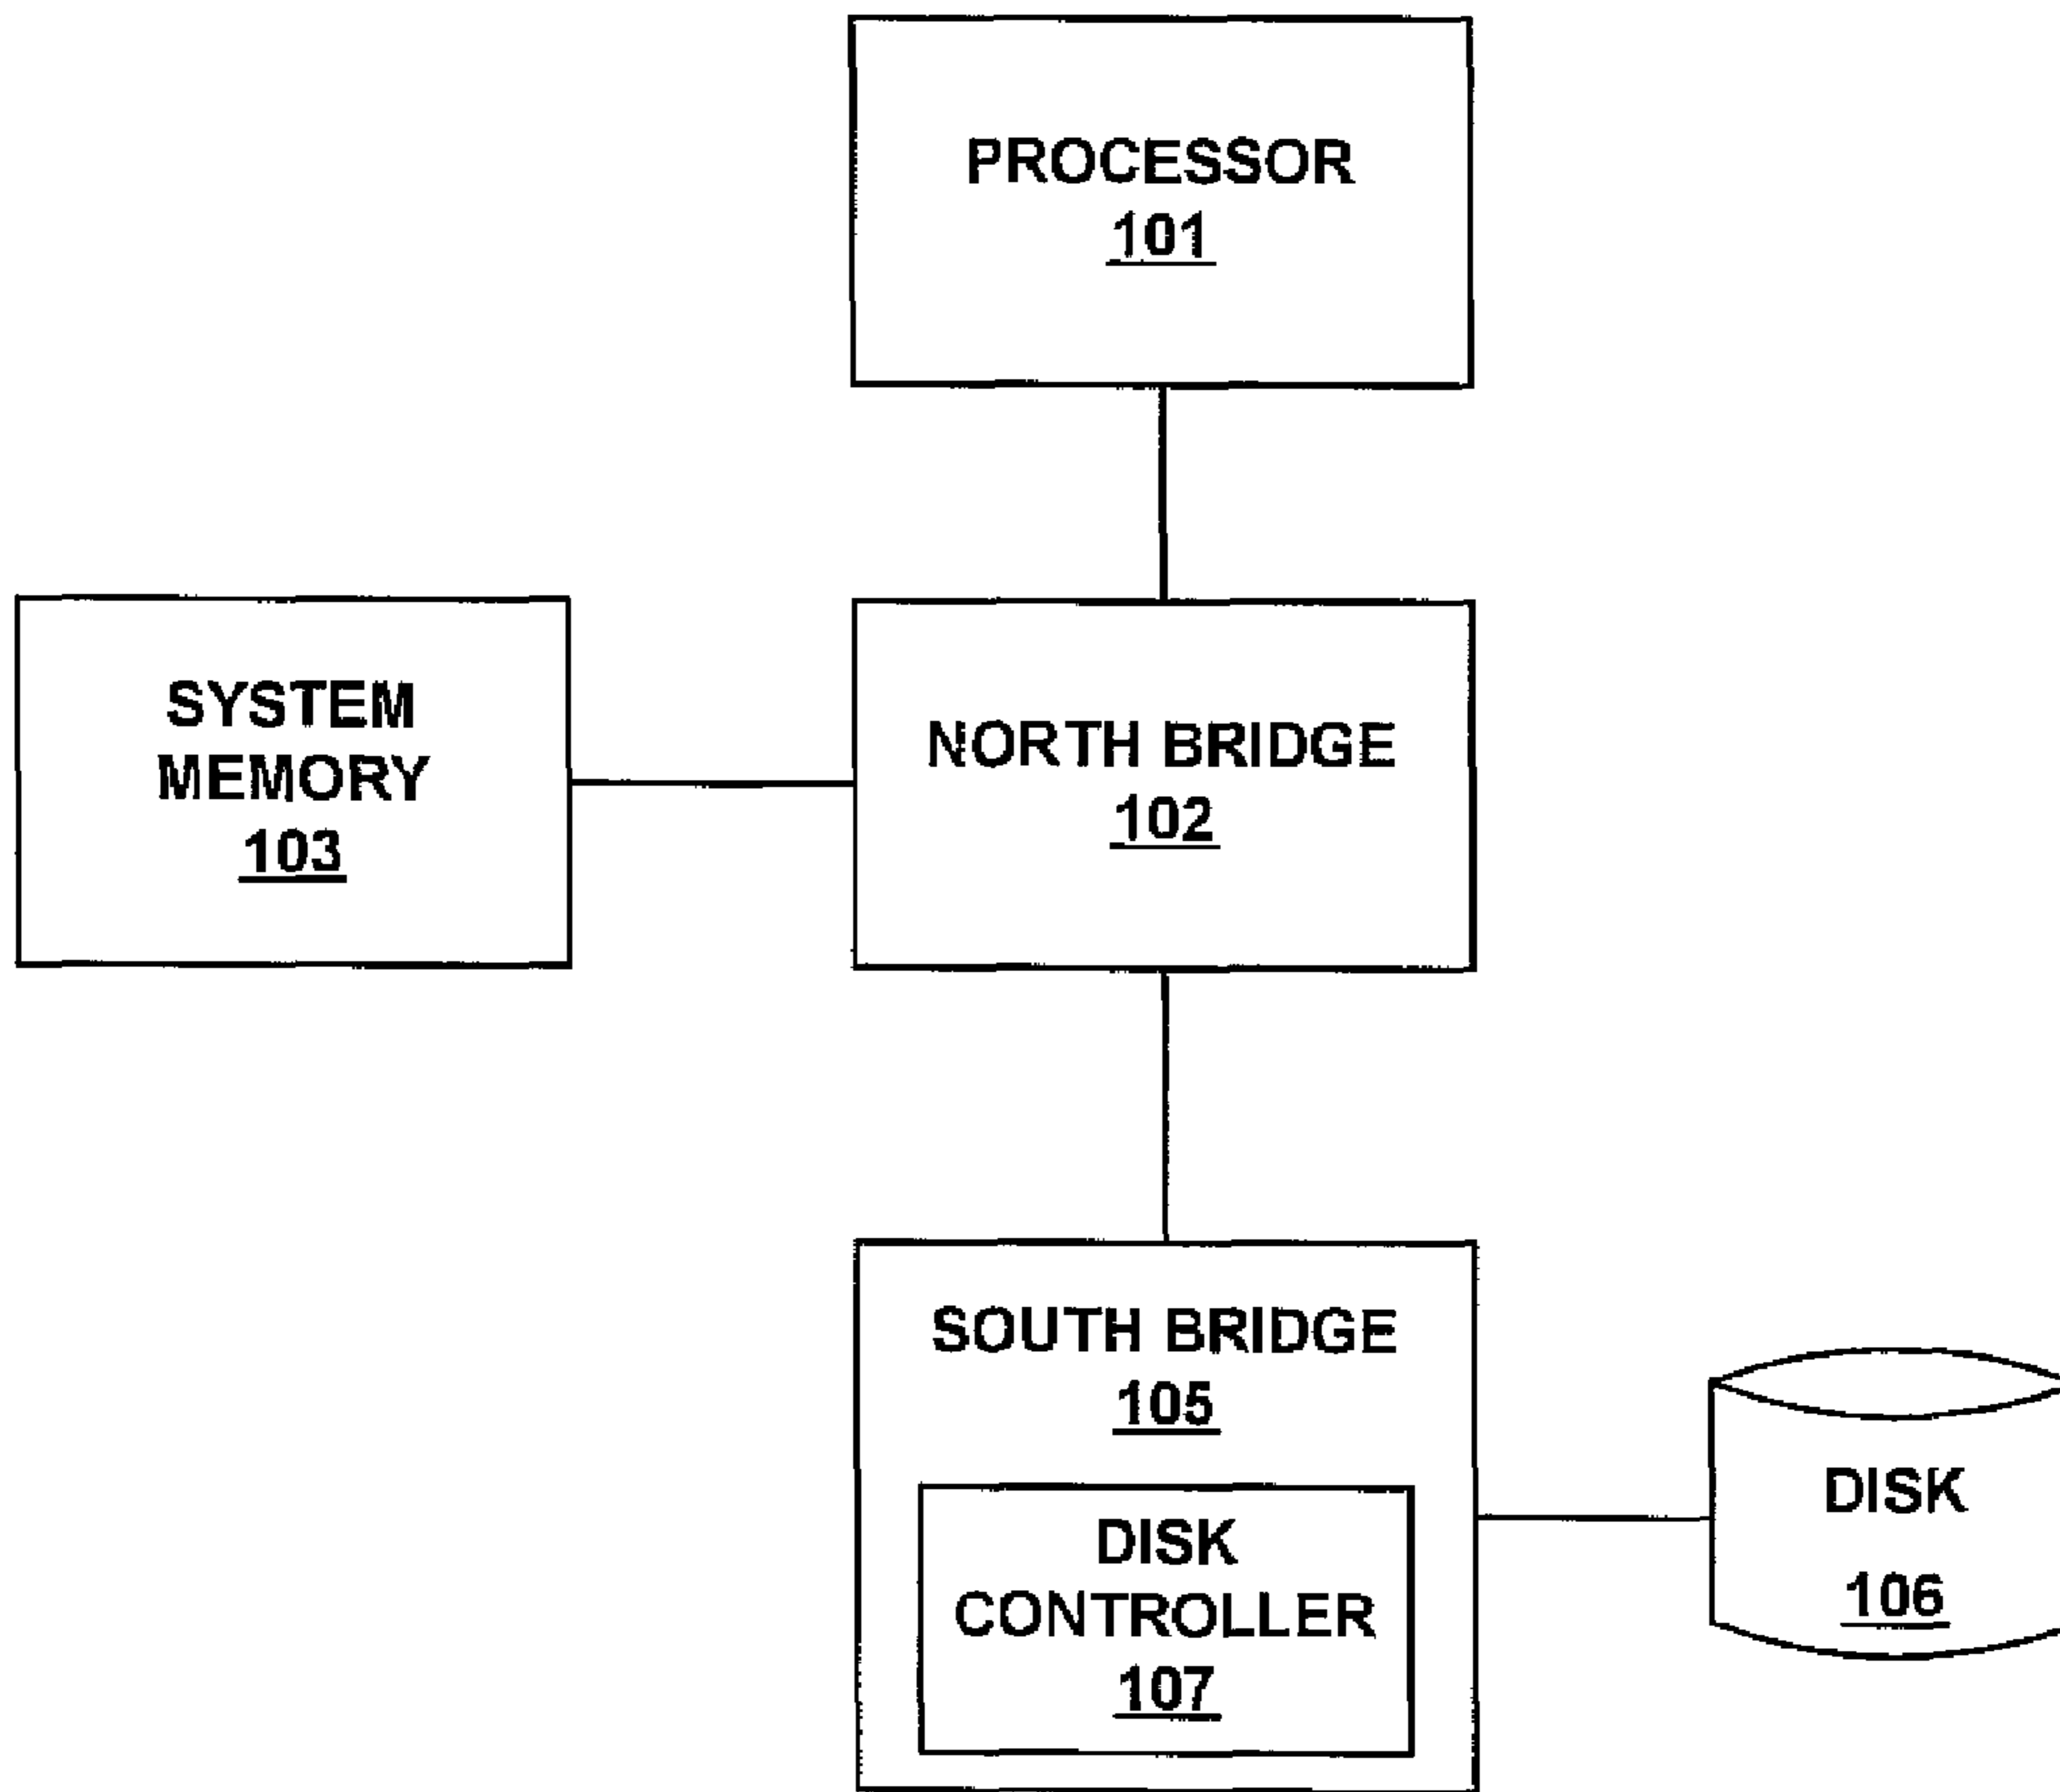 PROCESSOR
101
SYSTEM
MEMORY
103
NORTH BRIDGE
102
SOUTH BRIDGE
105
DISK
CONTROLLER
107
DISK
106